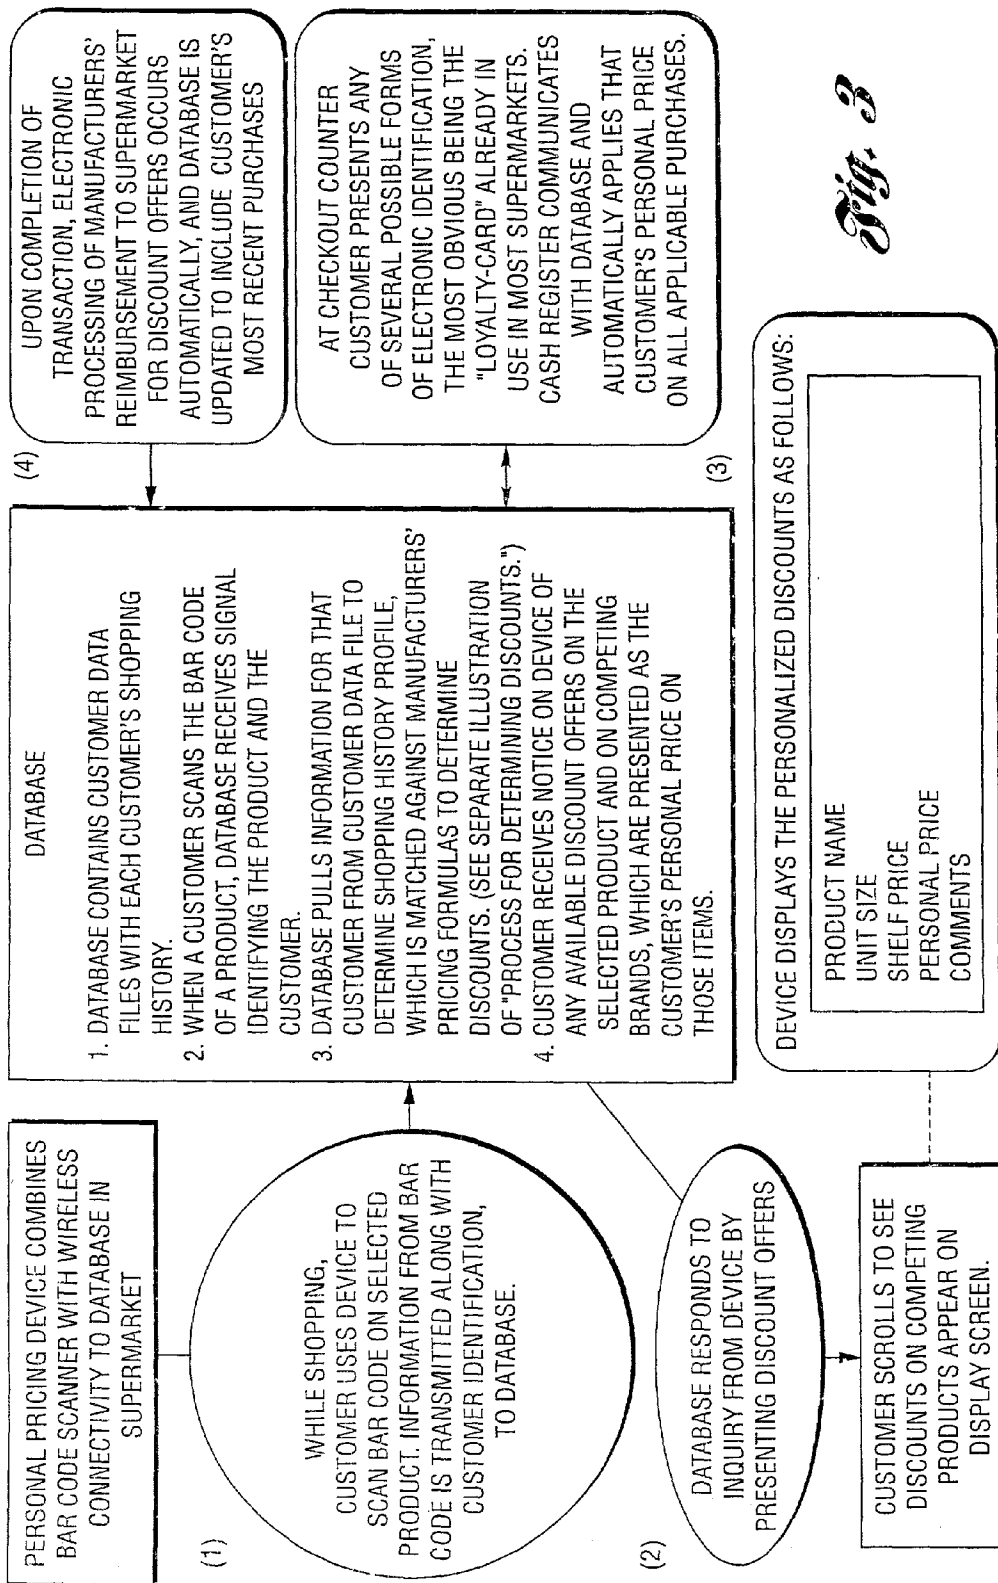 PERSONAL PRICING DEVICE COMBINES
BAR CODE SCANNER WITH WIRELESS
CONNECTIVITY TO DATABASE IN
SUPERMARKET
(1)
WHILE SHOPPING,
CUSTOMER USES DEVICE TO
SCAN BAR CODE ON SELECTED
PRODUCT. INFORMATION FROM BAR
CODE IS TRANSMITTED ALONG WITH
CUSTOMER IDENTIFICATION,
TO DATABASE.
(2)
DATABASE RESPONDS TO
INQUIRY FROM DEVICE BY
PRESENTING DISCOUNT OFFERS
CUSTOMER SCROLLS TO SEE
DISCOUNTS ON COMPETING
PRODUCTS APPEAR ON
DISPLAY SCREEN.
DATABASE
1. DATABASE CONTAINS CUSTOMER DATA
FILES WITH EACH CUSTOMER'S SHOPPING
HISTORY.
2. WHEN A CUSTOMER SCANS THE BAR CODE
OF A PRODUCT, DATABASE RECEIVES SIGNAL
IDENTIFYING THE PRODUCT AND THE
CUSTOMER.
3. DATABASE PULLS INFORMATION FOR THAT
CUSTOMER FROM CUSTOMER DATA FILE TO
DETERMINE SHOPPING HISTORY PROFILE,
WHICH IS MATCHED AGAINST MANUFACTURERS'
PRICING FORMULAS TO DETERMINE
DISCOUNTS. (SEE SEPARATE ILLUSTRATION
OF "PROCESS FOR DETERMINING DISCOUNTS.")
4. CUSTOMER RECEIVES NOTICE ON DEVICE OF
ANY AVAILABLE DISCOUNT OFFERS ON THE
SELECTED PRODUCT AND ON COMPETING
BRANDS, WHICH ARE PRESENTED AS THE
CUSTOMER'S PERSONAL PRICE ON
THOSE ITEMS.
DEVICE DISPLAYS THE PERSONALIZED DISCOUNTS AS FOLLOWS:
PRODUCT NAME
UNIT SIZE
SHELF PRICE
PERSONAL PRICE
COMMENTS
(4)
UPON COMPLETION OF
TRANSACTION, ELECTRONIC
PROCESSING OF MANUFACTURERS'
REIMBURSEMENT TO SUPERMARKET
FOR DISCOUNT OFFERS OCCURS
AUTOMATICALLY, AND DATABASE IS
UPDATED TO INCLUDE CUSTOMER'S
MOST RECENT PURCHASES
(3)
AT CHECKOUT COUNTER
CUSTOMER PRESENTS ANY
OF SEVERAL POSSIBLE FORMS
OF ELECTRONIC IDENTIFICATION,
THE MOST OBVIOUS BEING THE
"LOYALTY-CARD" ALREADY IN
USE IN MOST SUPERMARKETS.
CASH REGISTER COMMUNICATES
WITH DATABASE AND
AUTOMATICALLY APPLIES THAT
CUSTOMER'S PERSONAL PRICE
ON ALL APPLICABLE PURCHASES.
Fig. 3